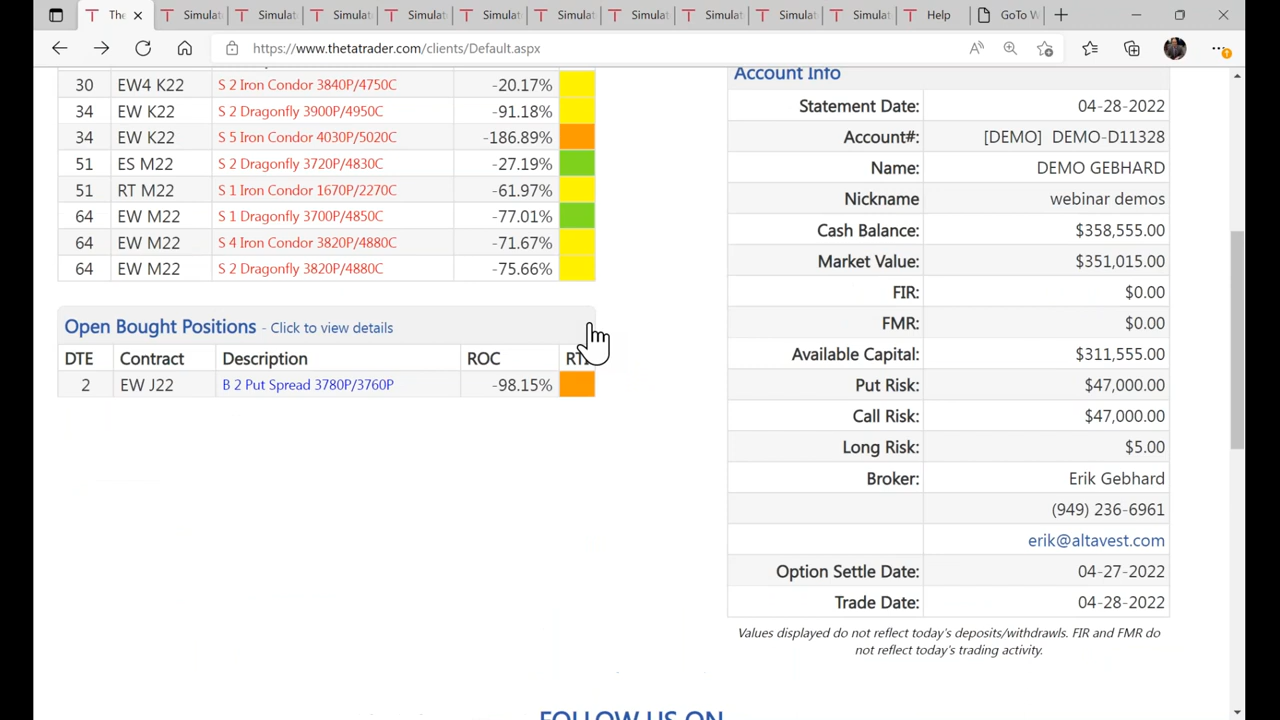 The
Simulat
Simulat
Simulat
Simulat
Simulat
Simulat
Simulat
Simulat
Simulat
Simulat
Help
GoTo W
https://www.thetatrader.com/clients/Default.aspx
30 EW4 K22 S 2 Iron Condor 3840P/4750C -20.17%
34 EW K22 S 2 Dragonfly 3900P/4950C -91.18%
34 EW K22 S 5 Iron Condor 4030P/5020C -186.89%
51 ES M22 S 2 Dragonfly 3720P/4830C -27.19%
51 RT M22 S 1 Iron Condor 1670P/2270C -61.97%
64 EW M22 S 1 Dragonfly 3700P/4850C -77.01%
64 EW M22 S 4 Iron Condor 3820P/4880C -71.67%
64 EW M22 S 2 Dragonfly 3820P/4880C -75.66%
Open Bought Positions - Click to view details
DTE Contract Description ROC
2 EW J22 B 2 Put Spread 3780P/3760P -98.15%
Account Info
Statement Date: 04-28-2022
Account#: [DEMO] DEMO-D11328
Name: DEMO GEBHARD
Nickname webinar demos
Cash Balance: $358,555.00
Market Value: $351,015.00
FIR: $0.00
FMR: $0.00
Available Capital: $311,555.00
Put Risk: $47,000.00
Call Risk: $47,000.00
Long Risk: $5.00
Broker: Erik Gebhard
(949) 236-6961
erik@altavest.com
Option Settle Date: 04-27-2022
Trade Date: 04-28-2022
Values displayed do not reflect today's deposits/withdrawls. FIR and FMR do
not reflect today's trading activity.
FOLLOW US ON